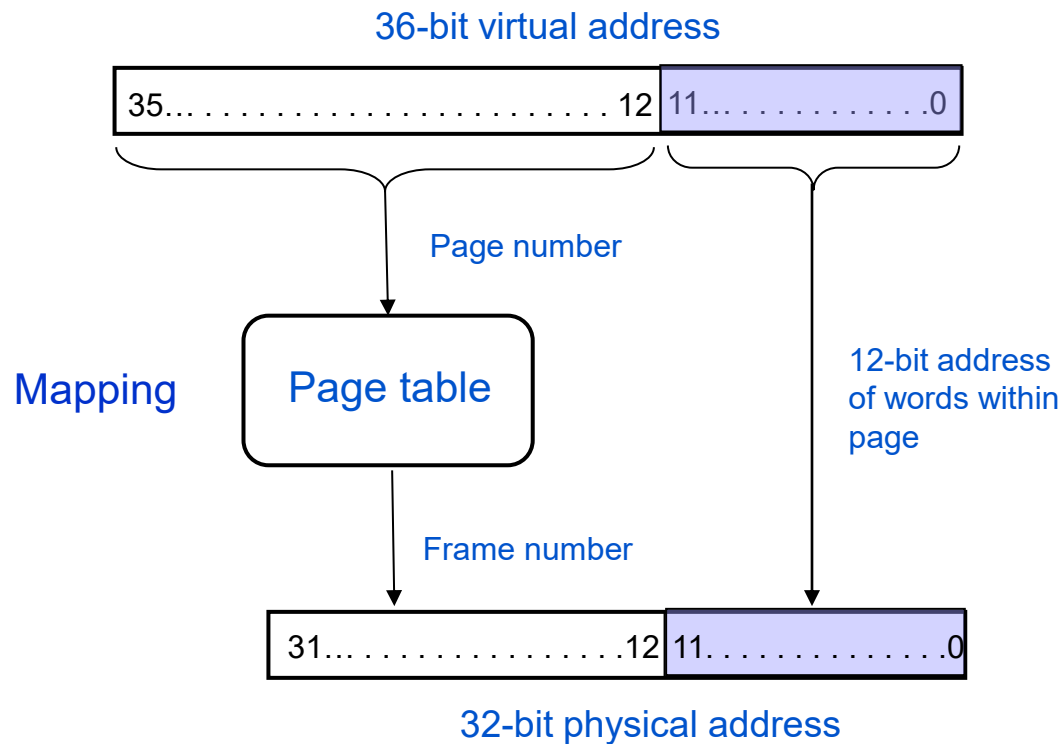 36-bit virtual address
35... . . . . . . . . . . . . . . . . . . . . . . . . 12 11... . . . . . . . . . . .0
Page number
Mapping
Page table
12-bit address
of words within
page
Frame number
31... . . . . . . . . . . . . . . . . .12 11. . . . . . . . . . . . . .0
32-bit physical address